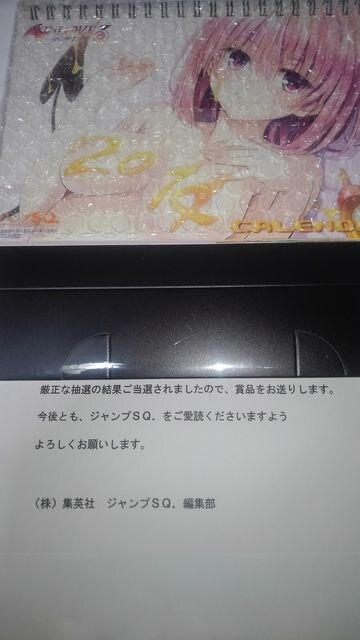 20
CALEND
SQ.
厳正な抽選の結果ご当選されましたので、賞品をお送りします。
今後とも、ジャンプＳＱ．をご愛読くださいますよう
よろしくお願いします。
（株）集英社　ジャンプＳＱ．編集部